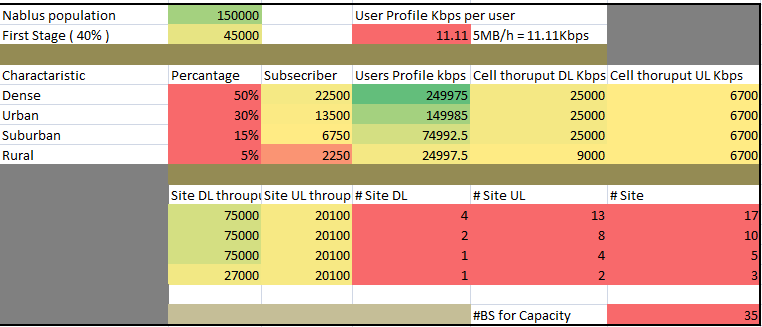 Nablus population 150000 User Profile Kbps per user
First Stage ( 40% ) 45000 11.11 5MB/h = 11.11Kbps
Charactaristic Percantage Subsecriber Users Profile kbps Cell thoruput DL Kbps Cell thoruput UL Kbps
Dense 50% 22500 249975 25000 6700
Urban 30% 13500 149985 25000 6700
Suburban 15% 6750 74992.5 25000 6700
Rural 5% 2250 24997.5 9000 6700
Site DL throupu Site UL throup # Site DL # Site UL # Site
75000 20100 4 13 17
75000 20100 2 8 10
75000 20100 1 4 5
27000 20100 1 2 3
#BS for Capacity 35